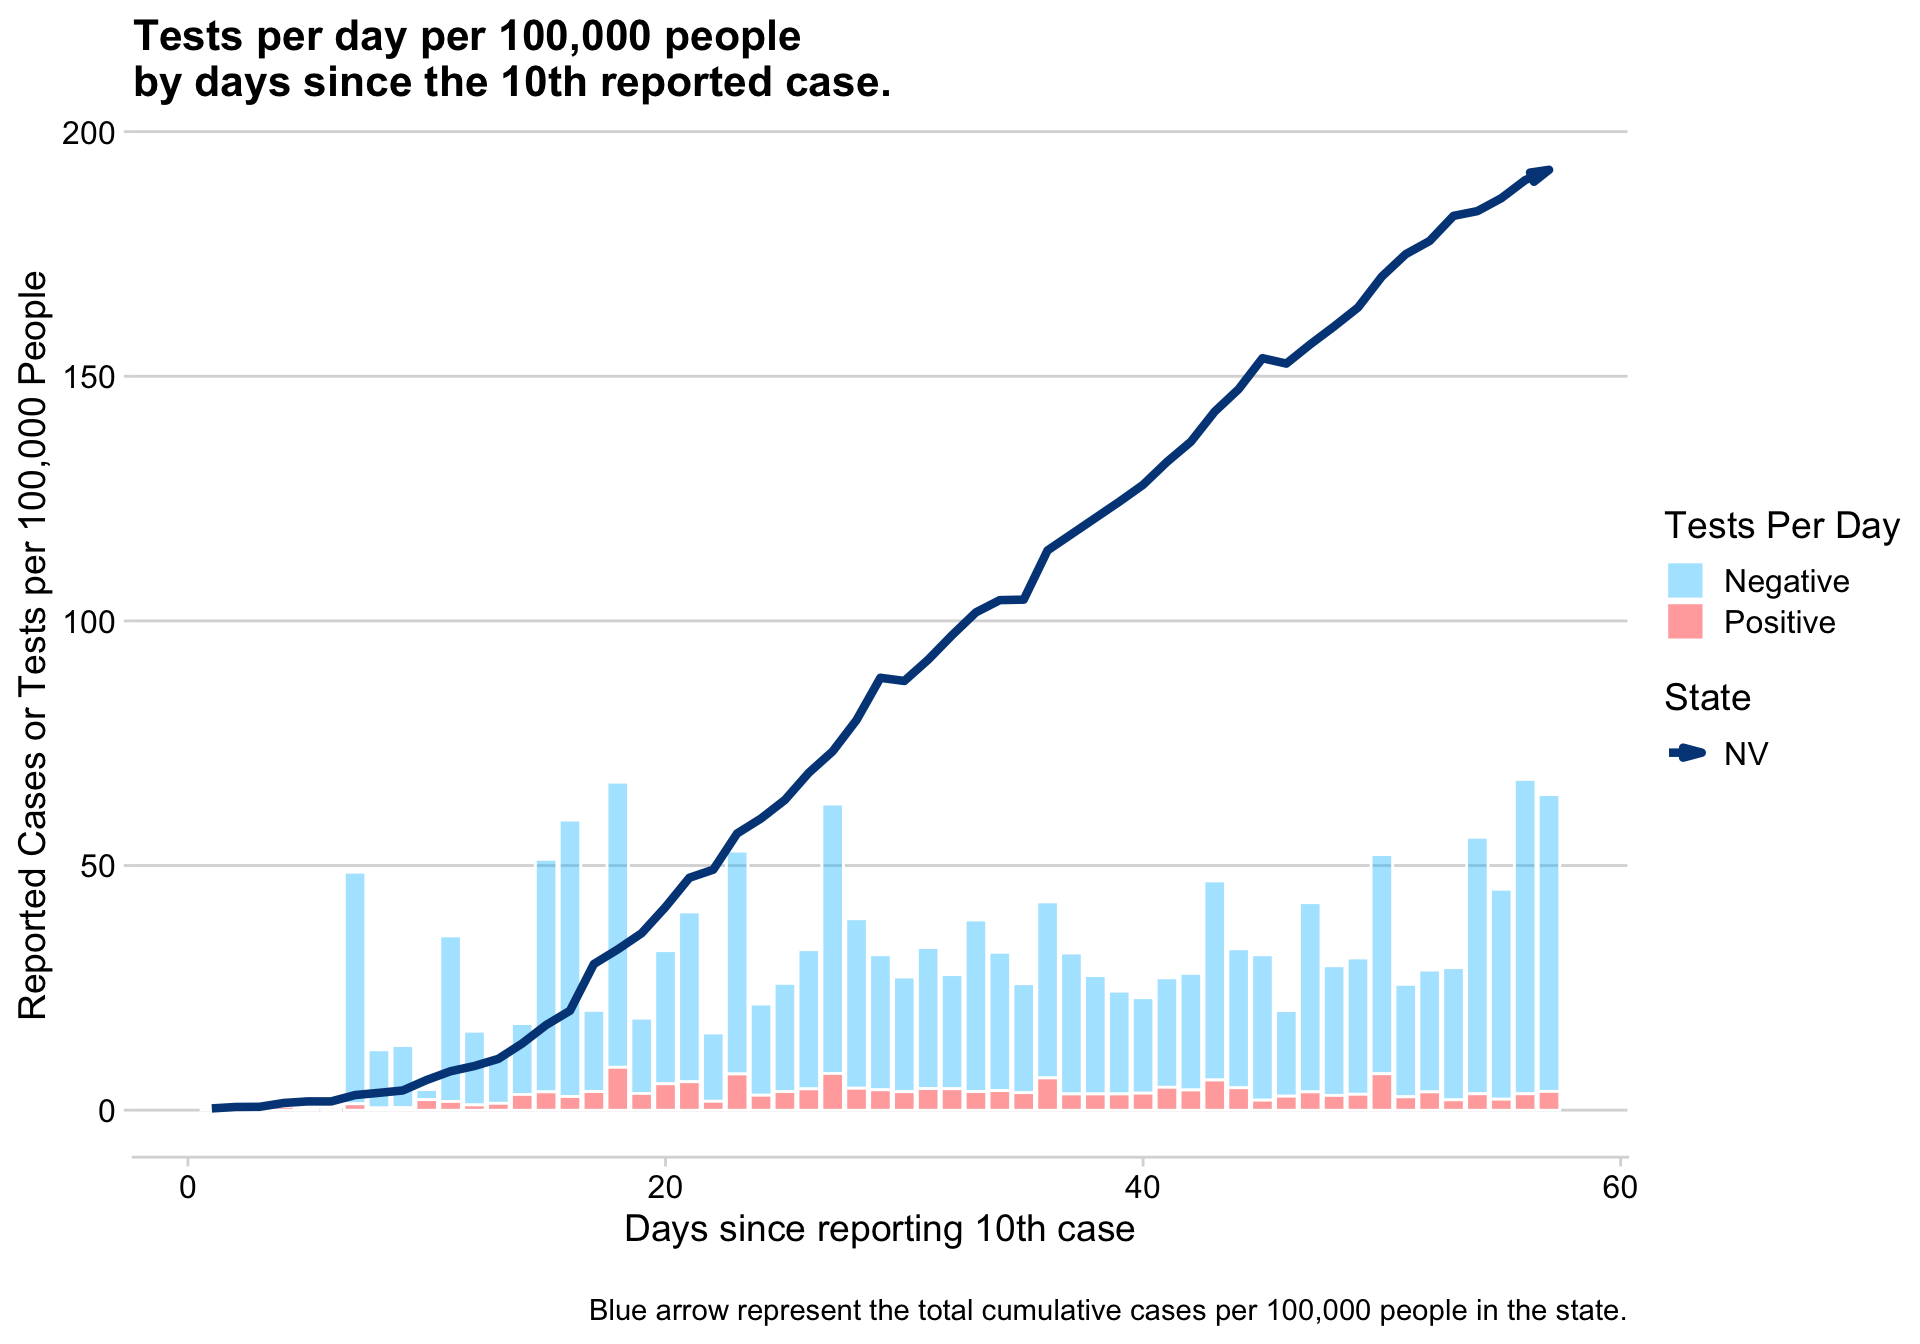 Tests per day per 100,000 people
by days since the 10th reported case.
Reported Cases or Tests per 100,000 People
200
150
100
50
0
0
20
40
60
Days since reporting 10th case
Tests Per Day
Negative
Positive
State
NV
Blue arrow represent the total cumulative cases per 100,000 people in the state.